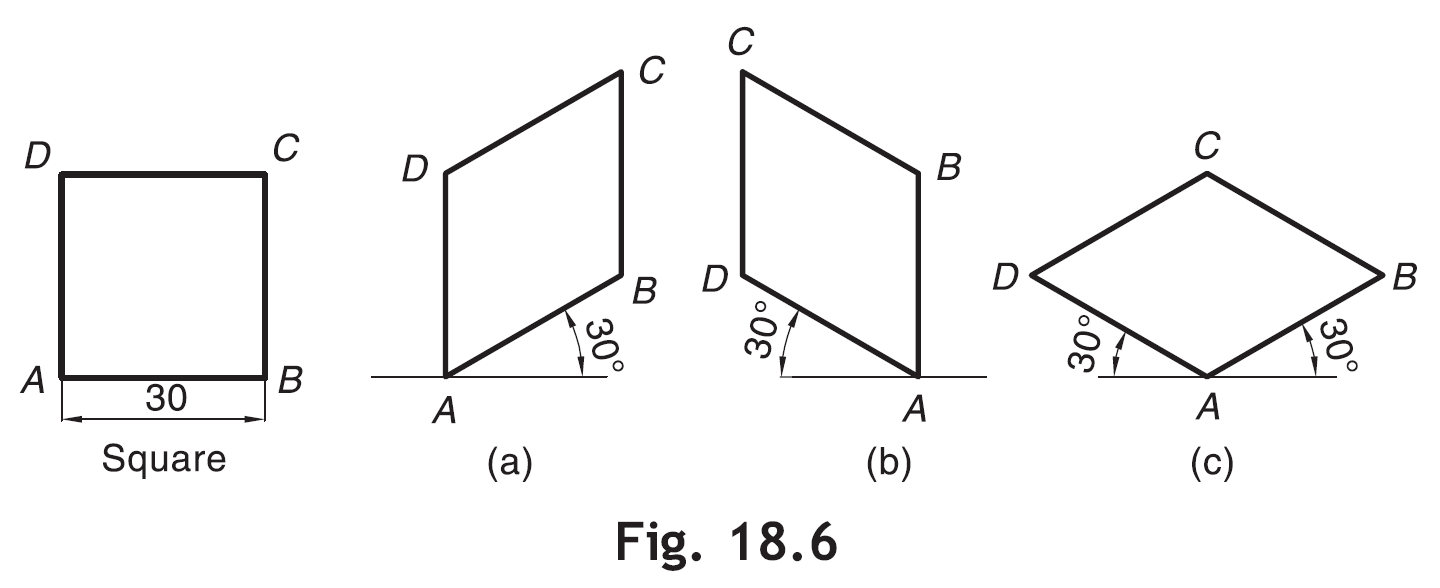 D C
A B
30
Square
C
D
B
30°
A
(a)
C
B
D
30°
A
(b)
C
D B
30° 30°
A
(c)
Fig. 18.6